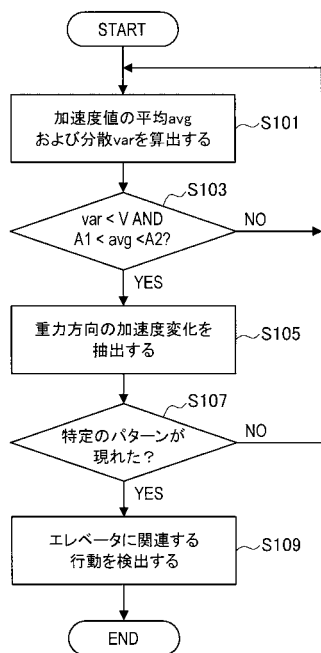 START
加速度値の平均avg
および分散varを算出する
S101
S103
var < V AND
A1 < avg <A2?
NO
YES
重力方向の加速度変化を
抽出する
S105
S107
特定のパターンが
現れた？
NO
YES
エレベータに関連する
行動を検出する
S109
END